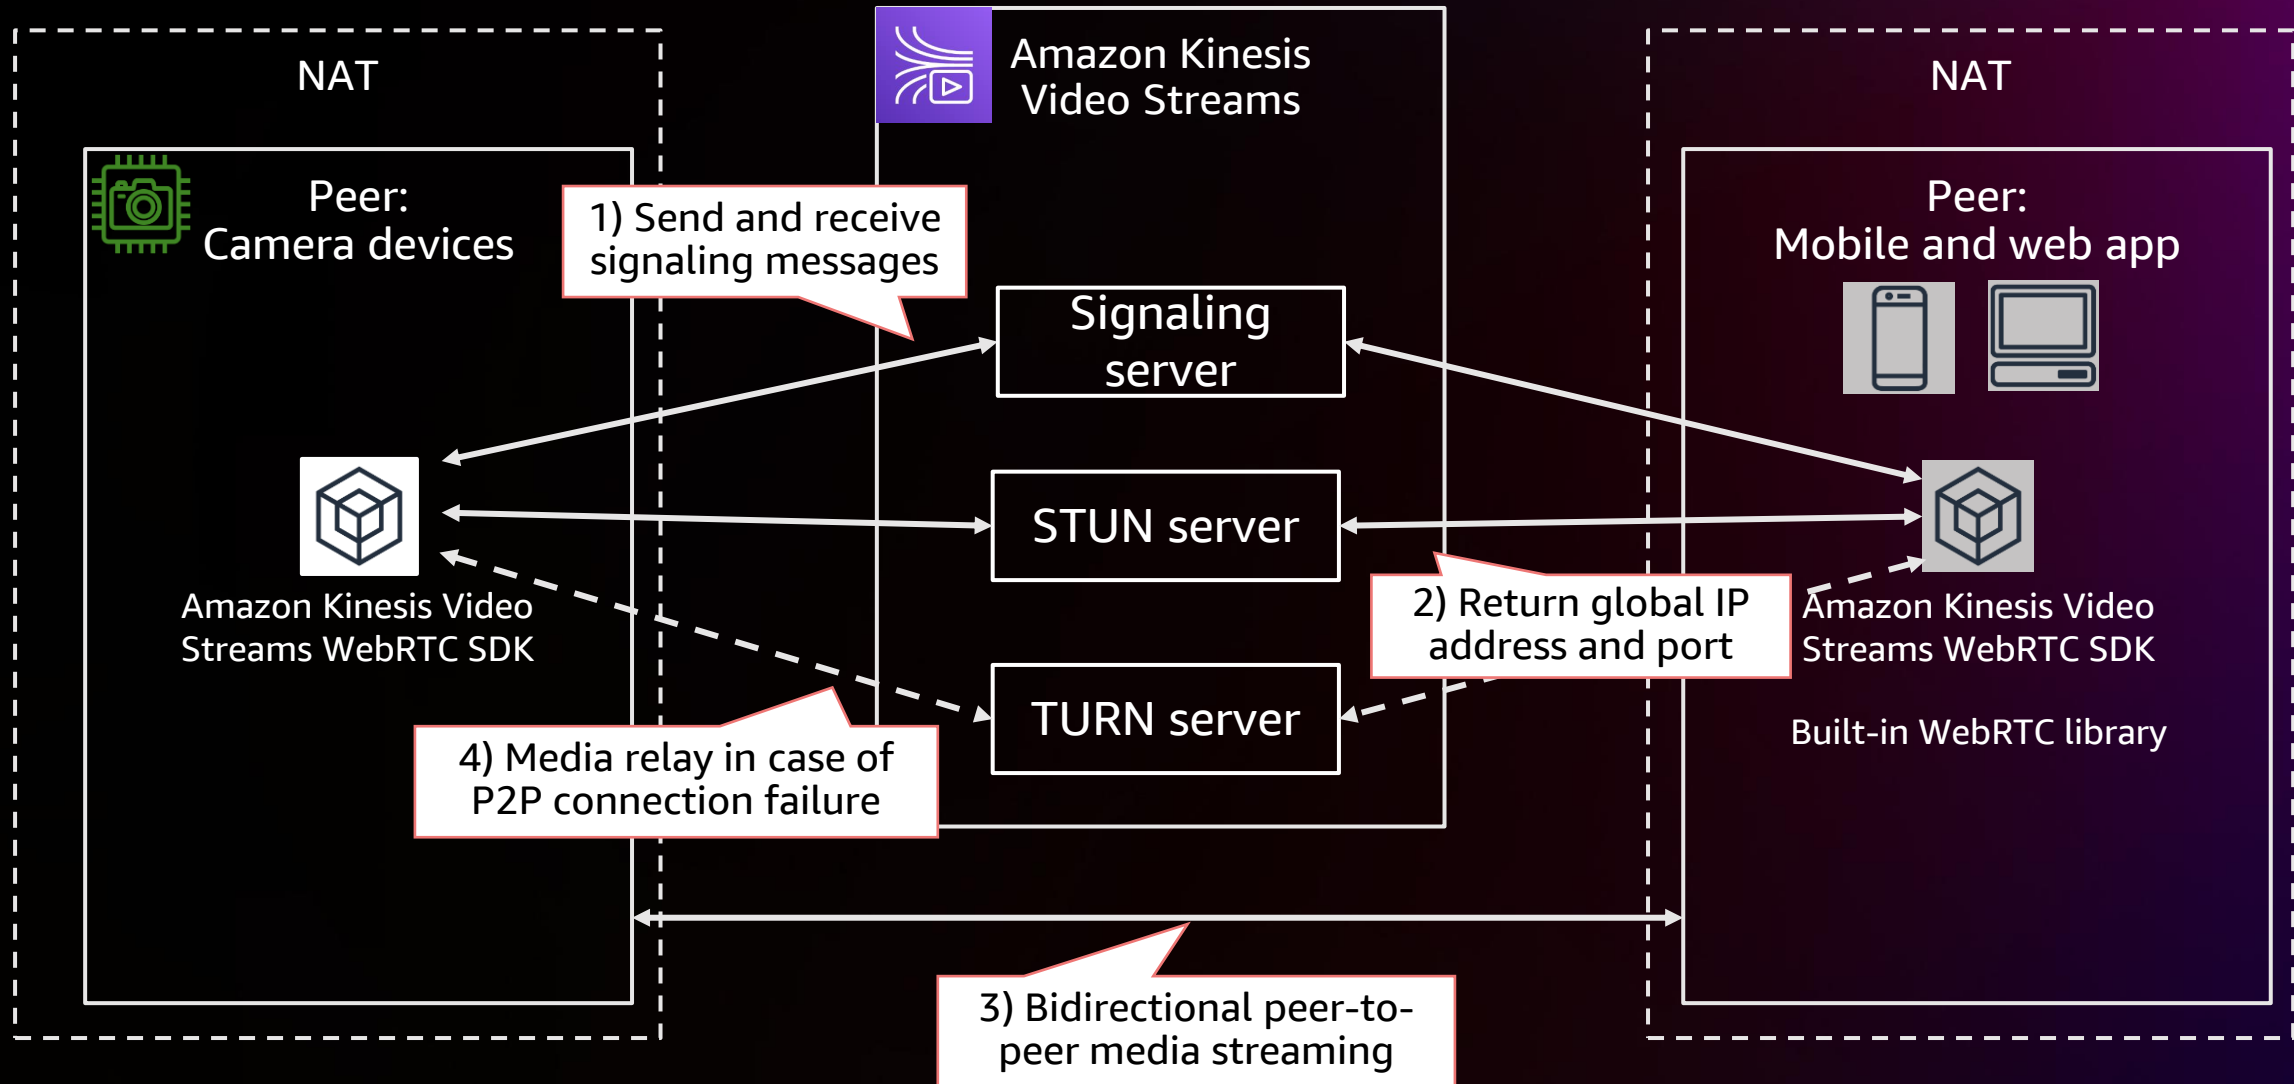 NAT
Peer:
Camera devices
Amazon Kinesis Video
Streams WebRTC SDK
Amazon Kinesis
Video Streams
1) Send and receive
signaling messages
Signaling
server
STUN server
2) Return global IP
address and port
TURN server
4) Media relay in case of
P2P connection failure
3) Bidirectional peer-to-
peer media streaming
NAT
Peer:
Mobile and web app
Amazon Kinesis Video
Streams WebRTC SDK
Built-in WebRTC library